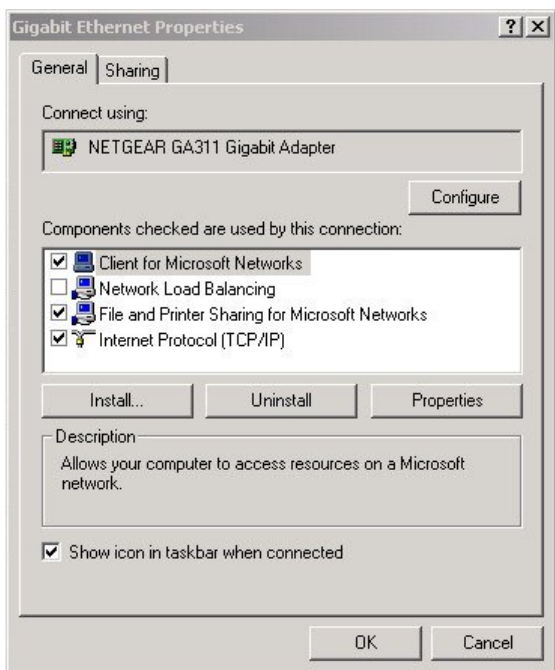 Gigabit Ethernet Properties
General Sharing
Connect using:
NETGEAR GA311 Gigabit Adapter
Configure
Components checked are used by this connection:
Client for Microsoft Networks
Network Load Balancing
File and Printer Sharing for Microsoft Networks
Internet Protocol (TCP/IP)
Install... Uninstall Properties
Description
Allows your computer to access resources on a Microsoft
network.
Show icon in taskbar when connected
OK Cancel